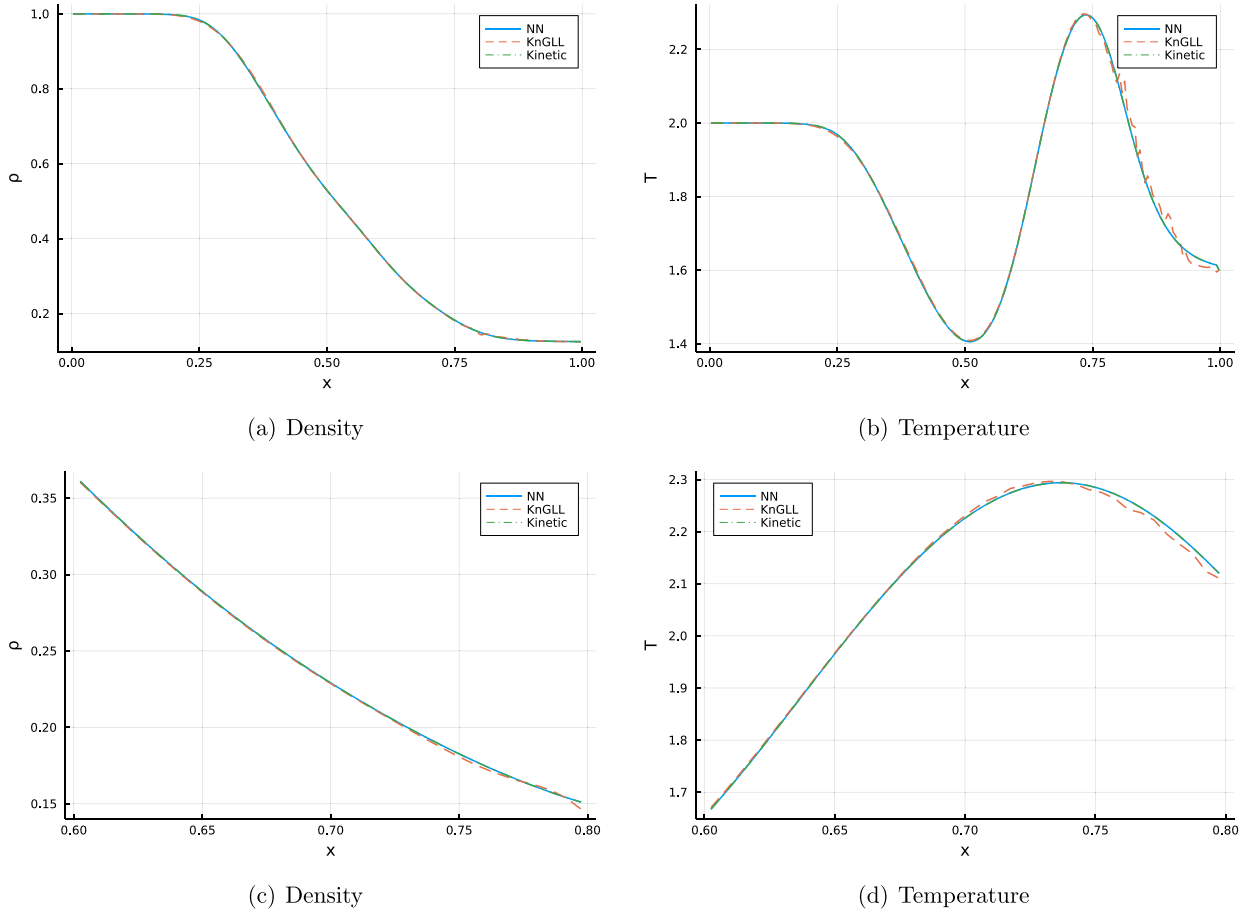 1.0
0.8
0.6
0.4
0.2
ρ
0.00
0.25
0.50
0.75
1.00
x
NN
KnGLL
Kinetic
(a) Density
2.2
2.0
1.8
1.6
1.4
T
0.00
0.25
0.50
0.75
1.00
x
NN
KnGLL
Kinetic
(b) Temperature
0.35
0.30
0.25
0.20
0.15
ρ
0.60
0.65
0.70
0.75
0.80
x
NN
KnGLL
Kinetic
(c) Density
2.3
2.2
2.1
2.0
1.9
1.8
1.7
T
0.60
0.65
0.70
0.75
0.80
x
NN
KnGLL
Kinetic
(d) Temperature